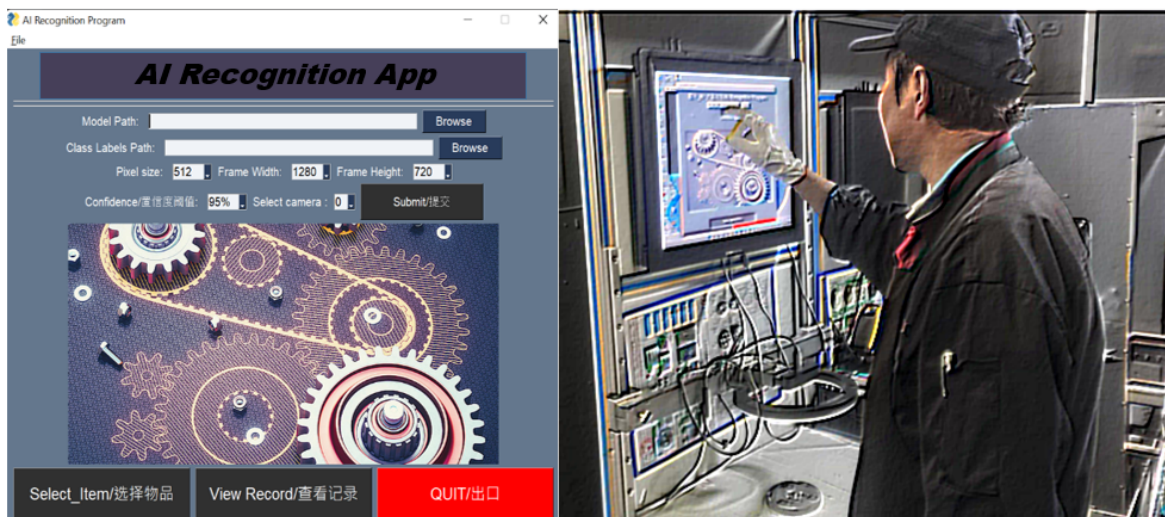 AI Recognition Program
File
AI Recognition App
Model Path: Browse
Class Labels Path: Browse
Pixel size: 512 Frame Width: 1280 Frame Height: 720
Confidence/置信度阈值: 95% Select camera : 0 Submit/提交
Select_Item/选择物品 View Record/查看记录 QUIT/出口